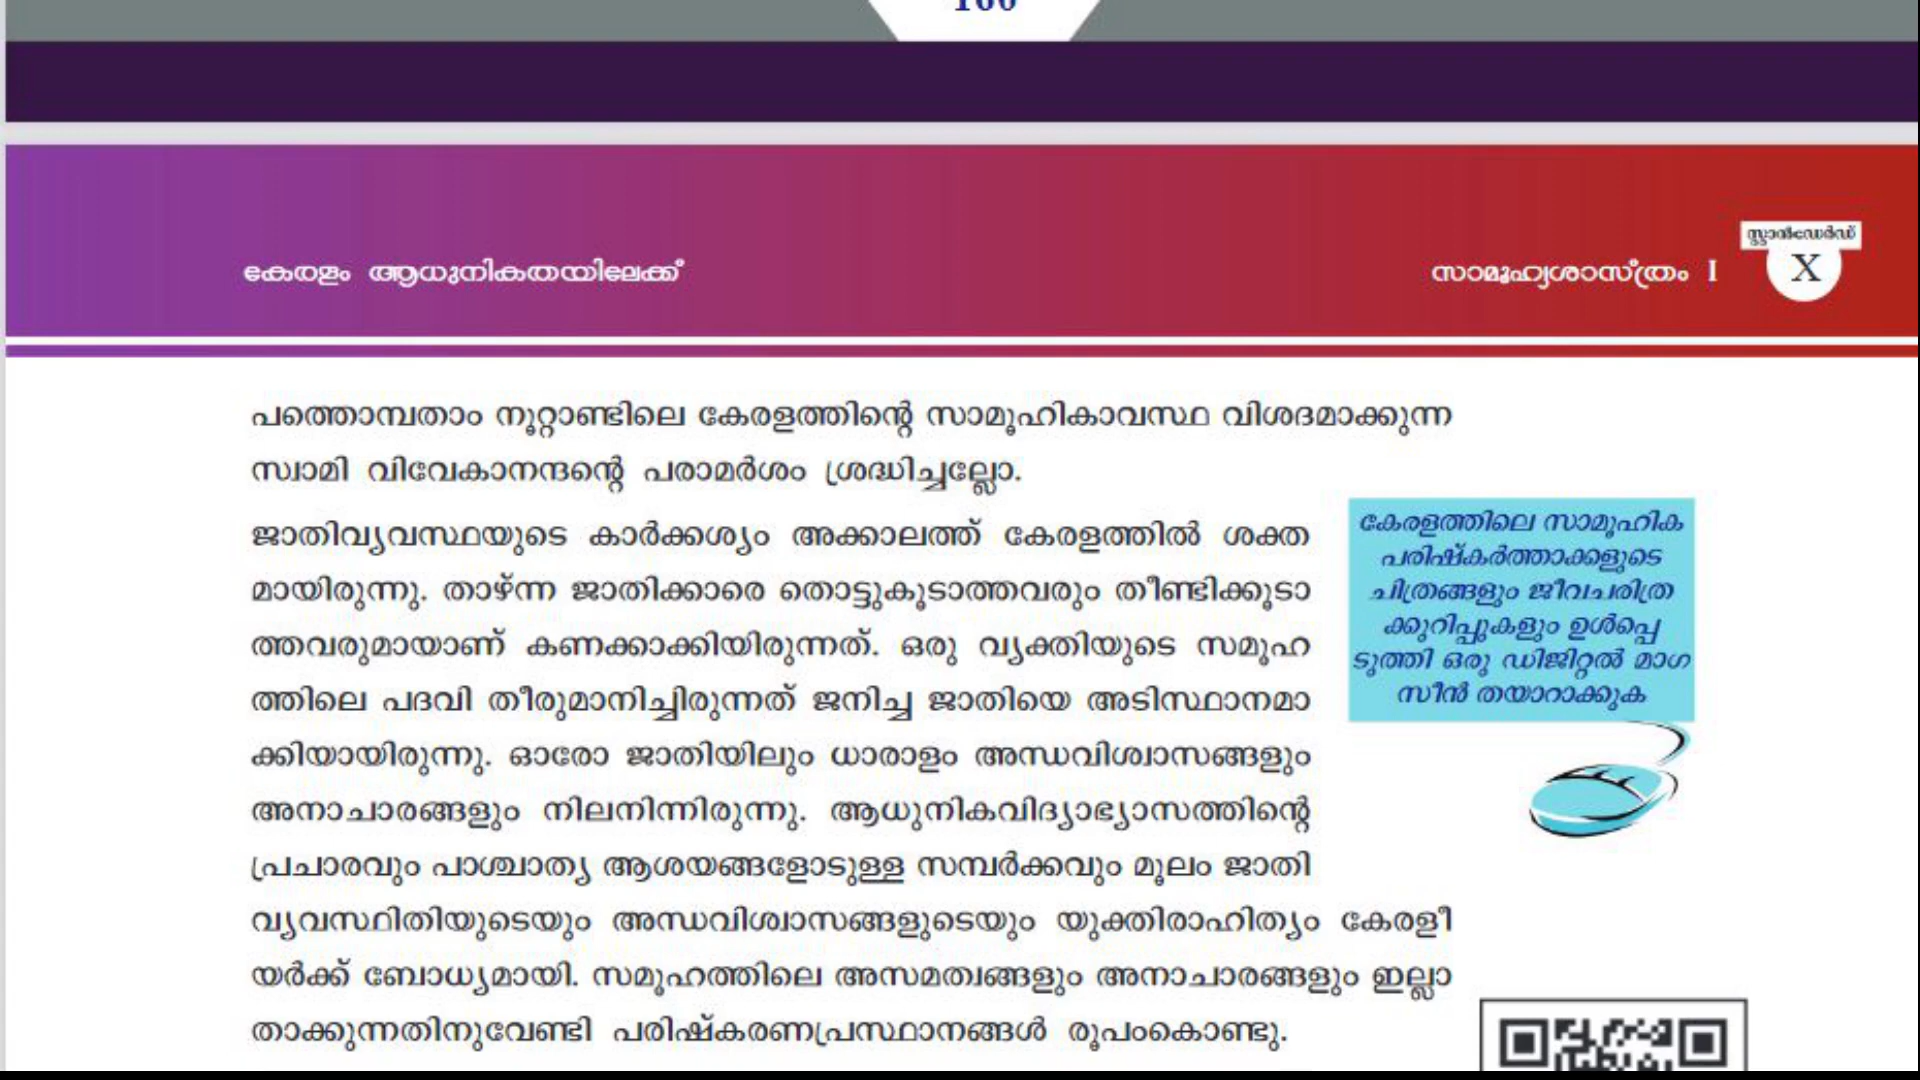 കേരളം ആധുനികതയിലേക്ക്
സാമൂഹ്യശാസ്ത്രം I
സ്റ്റാൻഡേർഡ്
X
പത്തൊമ്പതാം നൂറ്റാണ്ടിലെ കേരളത്തിന്റെ സാമൂഹികാവസ്ഥ വിശദമാക്കുന്ന
സ്വാമി വിവേകാനന്ദന്റെ പരാമർശം ശ്രദ്ധിച്ചല്ലോ.
ജാതിവ്യവസ്ഥയുടെ കാർക്കശ്യം അക്കാലത്ത് കേരളത്തിൽ ശക്ത
മായിരുന്നു. താഴ്ന്ന ജാതിക്കാരെ തൊട്ടുകൂടാത്തവരും തീണ്ടിക്കൂടാ
ത്തവരുമായാണ് കണക്കാക്കിയിരുന്നത്. ഒരു വ്യക്തിയുടെ സമൂഹ
ത്തിലെ പദവി തീരുമാനിച്ചിരുന്നത് ജനിച്ച ജാതിയെ അടിസ്ഥാനമാ
ക്കിയായിരുന്നു. ഓരോ ജാതിയിലും ധാരാളം അന്ധവിശ്വാസങ്ങളും
അനാചാരങ്ങളും നിലനിന്നിരുന്നു. ആധുനികവിദ്യാഭ്യാസത്തിന്റെ
പ്രചാരവും പാശ്ചാത്യ ആശയങ്ങളോടുള്ള സമ്പർക്കവും മൂലം ജാതി
വ്യവസ്ഥിതിയുടെയും അന്ധവിശ്വാസങ്ങളുടെയും യുക്തിരാഹിത്യം കേരളീ
യർക്ക് ബോധ്യമായി. സമൂഹത്തിലെ അസമത്വങ്ങളും അനാചാരങ്ങളും ഇല്ലാ
താക്കുന്നതിനുവേണ്ടി പരിഷ്കരണപ്രസ്ഥാനങ്ങൾ രൂപംകൊണ്ടു.
കേരളത്തിലെ സാമൂഹിക
പരിഷ്കർത്താക്കളുടെ
ചിത്രങ്ങളും ജീവചരിത്ര
ക്കുറിപ്പുകളും ഉൾപ്പെ
ടുത്തി ഒരു ഡിജിറ്റൽ മാഗ
സീൻ തയാറാക്കുക